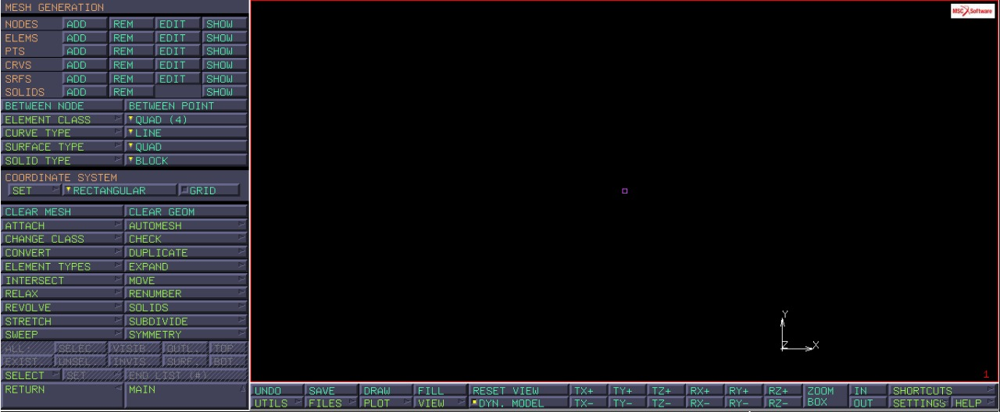 MESH GENERATION
NODES ADD REM EDIT SHOW
ELEMS ADD REM EDIT SHOW
PTS ADD REM EDIT SHOW
CRVS ADD REM EDIT SHOW
SRFS ADD REM EDIT SHOW
SOLIDS ADD REM SHOW
BETWEEN NODE BETWEEN POINT
ELEMENT CLASS QUAD (4)
CURVE TYPE LINE
SURFACE TYPE QUAD
SOLID TYPE BLOCK
COORDINATE SYSTEM
SET RECTANGULAR GRID
CLEAR MESH CLEAR GEOM
ATTACH AUTOMESH
CHANGE CLASS CHECK
CONVERT DUPLICATE
ELEMENT TYPES EXPAND
INTERSECT MOVE
RELAX RENUMBER
REVOLVE SOLIDS
STRETCH SUBDIVIDE
SWEEP SYMMETRY
ALL: SELEC. VISIB. OUTL. TOP
EXIST. UNSEL. INVIS. SURF. BOT.
SELECT SET END LIST (#)
RETURN MAIN
MSC Software
Y
Z X
1
UNDO SAVE DRAW FILL RESET VIEW TX+ TY+ TZ+ RX+ RY+ RZ+ ZOOM IN SHORTCUTS
UTILS FILES PLOT VIEW DYN. MODEL TX- TY- TZ- RX- RY- RZ- BOX OUT SETTINGS HELP